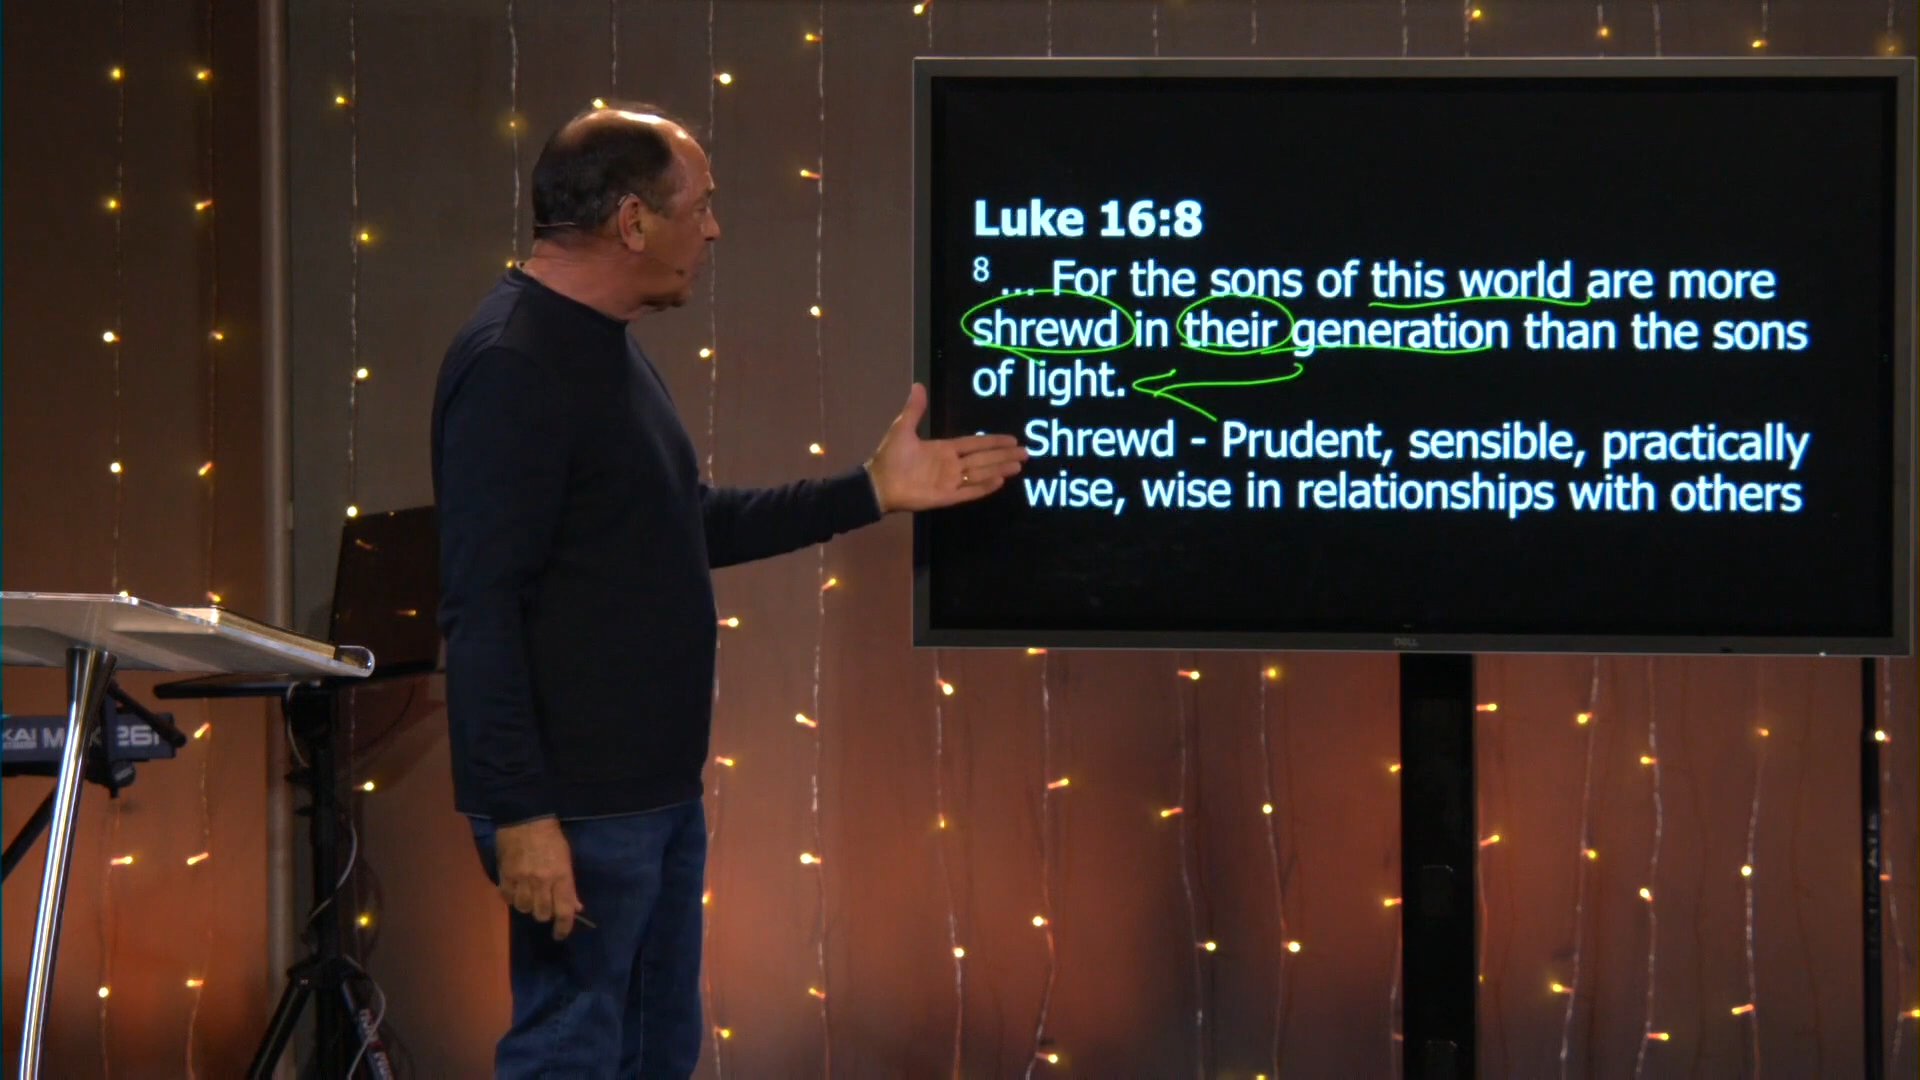 Luke 16:8
8 ... For the sons of this world are more
shrewd in their generation than the sons
of light.
• Shrewd - Prudent, sensible, practically
wise, wise in relationships with others
DELL